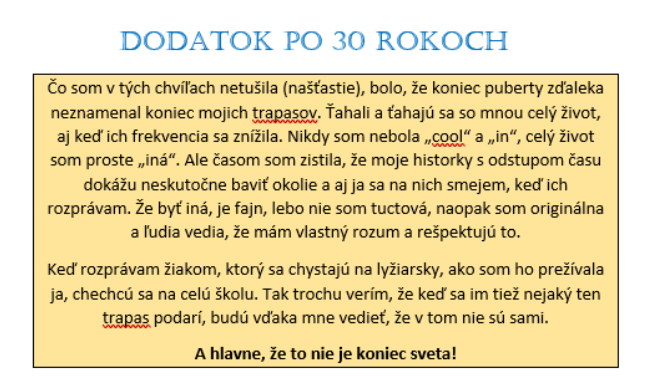 DODATOK PO 30 ROKOCH
Čo som v tých chvíľach netušila (našťastie), bolo, že koniec puberty zďaleka
neznamenal koniec mojich trapasov. Ťahali a ťahajú sa so mnou celý život,
aj keď ich frekvencia sa znížila. Nikdy som nebola „cool“ a „in“, celý život
som proste „iná“. Ale časom som zistila, že moje historky s odstupom času
dokážu neskutočne baviť okolie a aj ja sa na nich smejem, keď ich
rozprávam. Že byť iná, je fajn, lebo nie som tuctová, naopak som originálna
a ľudia vedia, že mám vlastný rozum a rešpektujú to.
Keď rozprávam žiakom, ktorý sa chystajú na lyžiarsky, ako som ho prežívala
ja, chechcú sa na celú školu. Tak trochu verím, že keď sa im tiež nejaký ten
trapas podarí, budú vďaka mne vedieť, že v tom nie sú sami.
A hlavne, že to nie je koniec sveta!